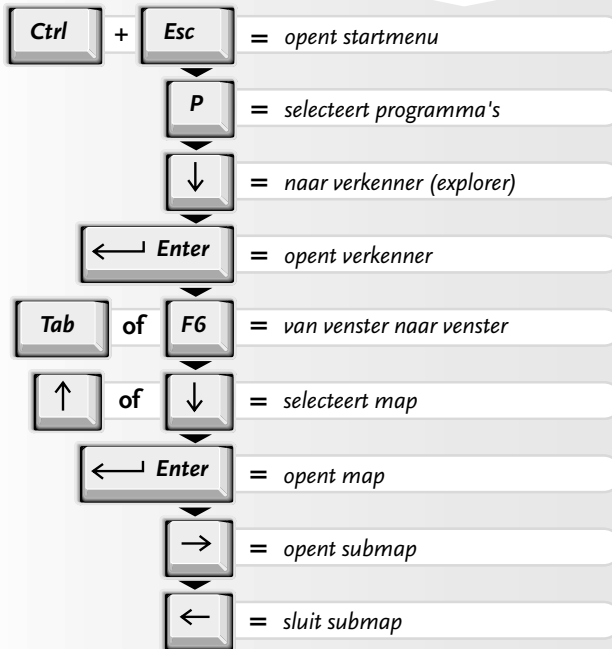 Ctrl + Esc = opent startmenu
P = selecteert programma's
↓ = naar verkenner (explorer)
← Enter = opent verkenner
Tab of F6 = van venster naar venster
↑ of ↓ = selecteert map
← Enter = opent map
→ = opent submap
← = sluit submap